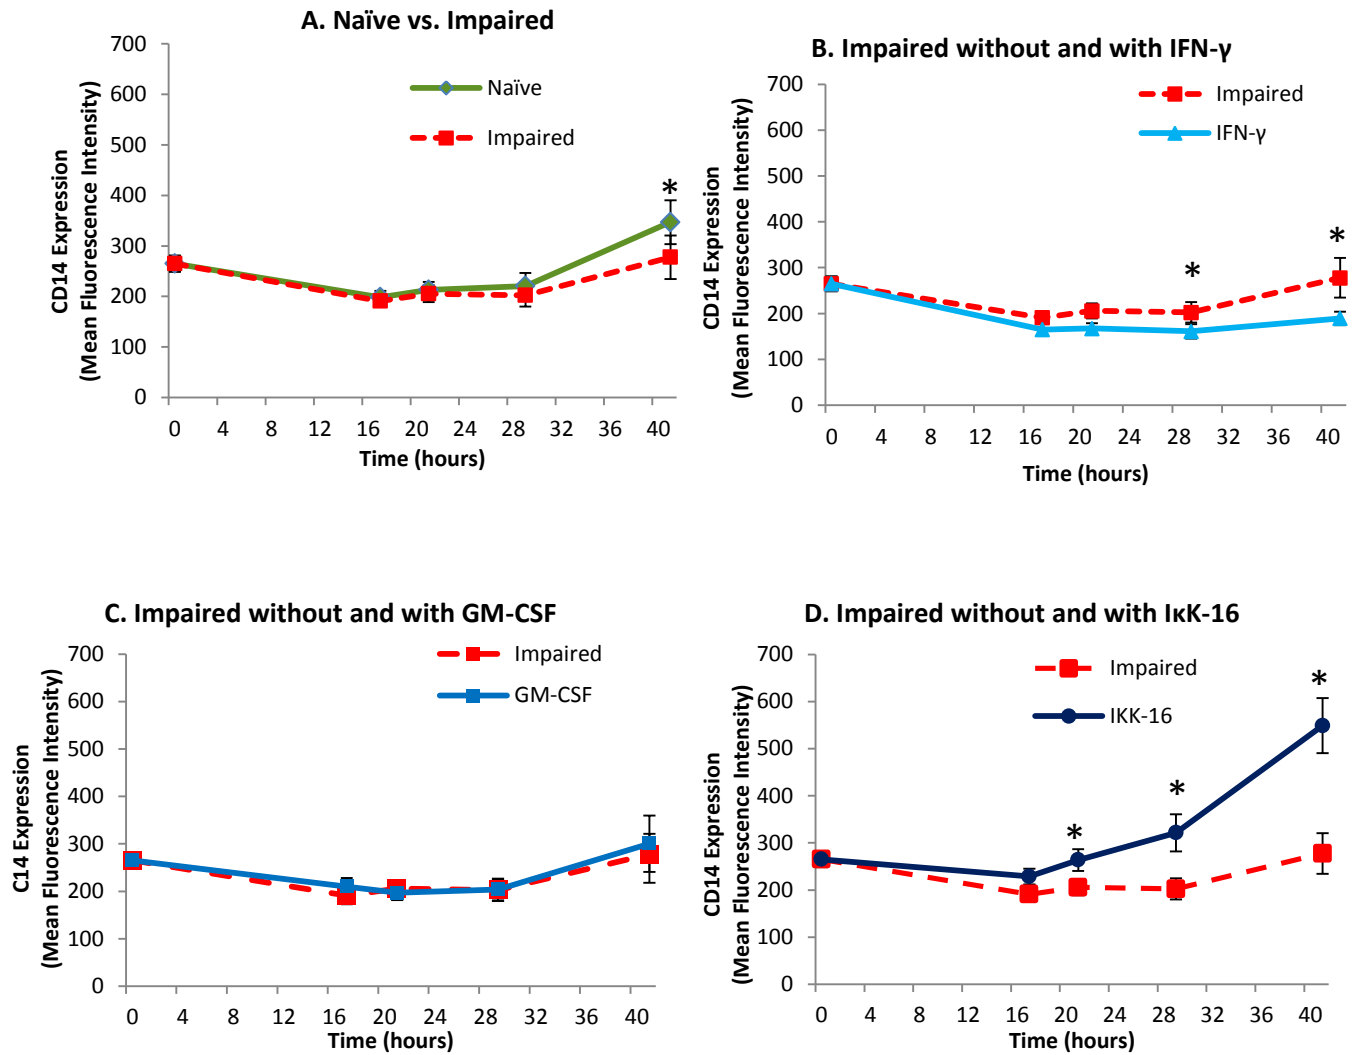 A. Naïve vs. Impaired
CD14 Expression
(Mean Fluorescence Intensity)
700
600
500
400
300
200
100
0
Naïve
Impaired
*
0 4 8 12 16 20 24 28 32 36 40
Time (hours)
B. Impaired without and with IFN-γ
CD14 Expression
(Mean Fluorescence Intensity)
700
600
500
400
300
200
100
0
Impaired
IFN-γ
* *
0 4 8 12 16 20 24 28 32 36 40
Time (hours)
C. Impaired without and with GM-CSF
C14 Expression
(Mean Fluorescence Intensity)
700
600
500
400
300
200
100
0
Impaired
GM-CSF
0 4 8 12 16 20 24 28 32 36 40
Time (hours)
D. Impaired without and with IκK-16
CD14 Expression
(Mean Fluorescence Intensity)
700
600
500
400
300
200
100
0
Impaired
IKK-16
* * *
0 4 8 12 16 20 24 28 32 36 40
Time (hours)